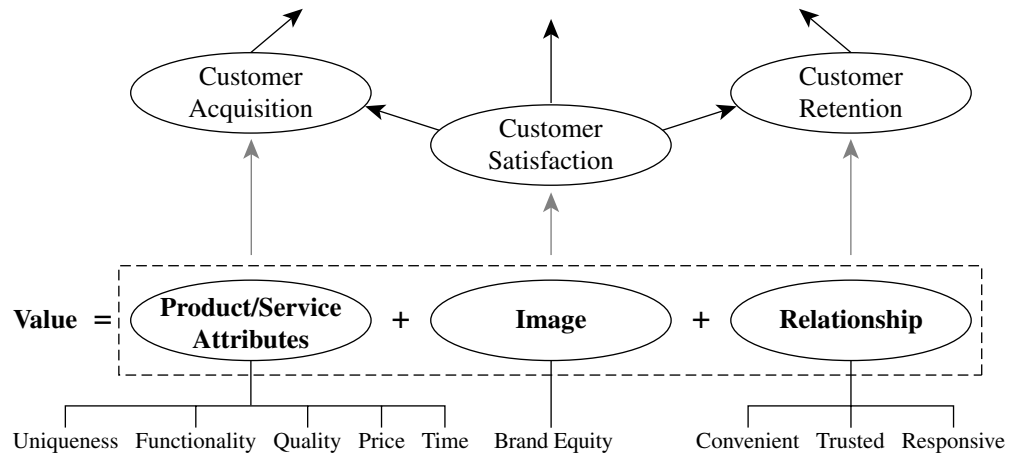 Customer
Acquisition
Customer
Satisfaction
Customer
Retention
Value =
Product/Service
Attributes
+
Image
+
Relationship
Uniqueness Functionality Quality Price Time
Brand Equity
Convenient Trusted Responsive